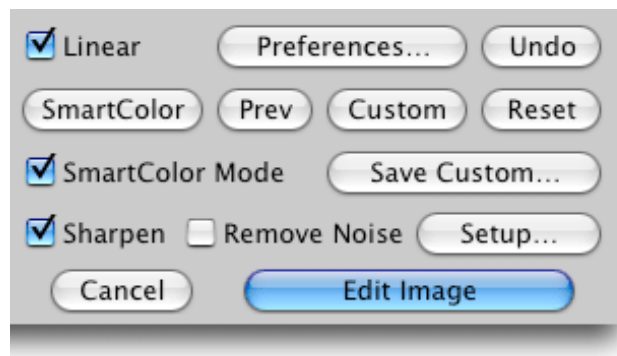 Linear Preferences... Undo
SmartColor Prev Custom Reset
SmartColor Mode Save Custom...
Sharpen Remove Noise Setup...
Cancel Edit Image